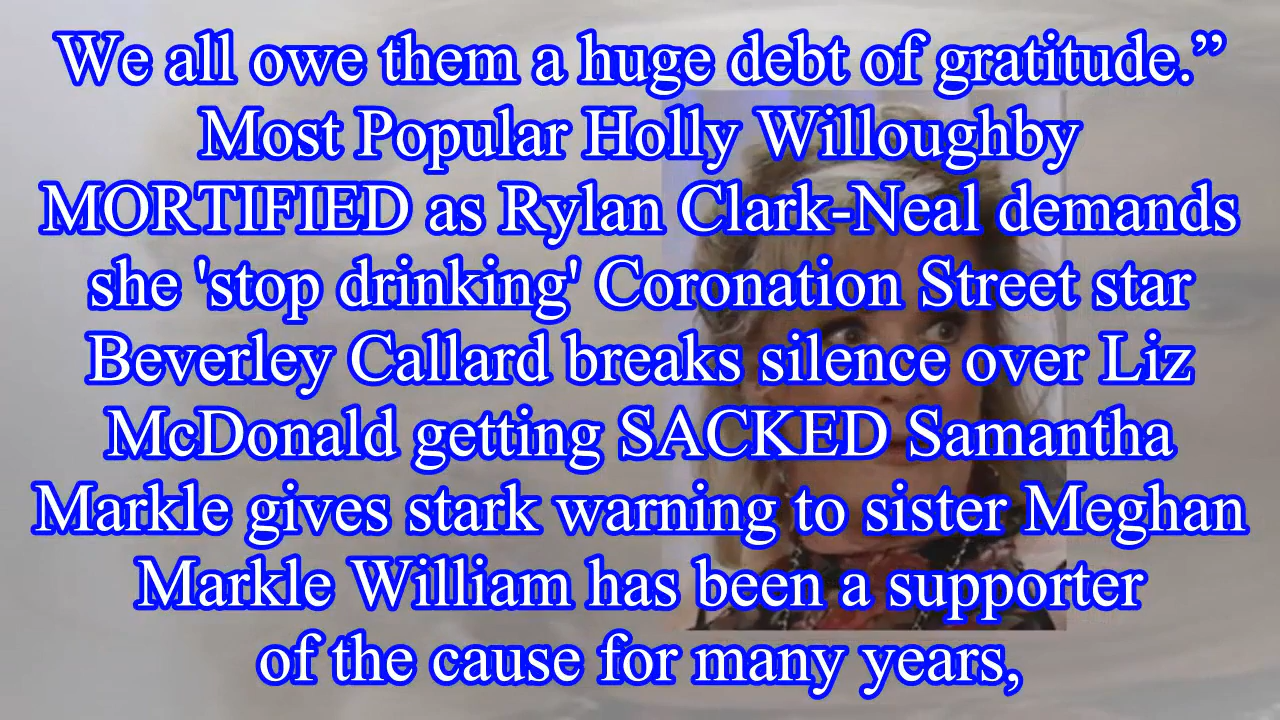 We all owe them a huge debt of gratitude.”
Most Popular Holly Willoughby
MORTIFIED as Rylan Clark-Neal demands
she 'stop drinking' Coronation Street star
Beverley Callard breaks silence over Liz
McDonald getting SACKED Samantha
Markle gives stark warning to sister Meghan
Markle William has been a supporter
of the cause for many years,